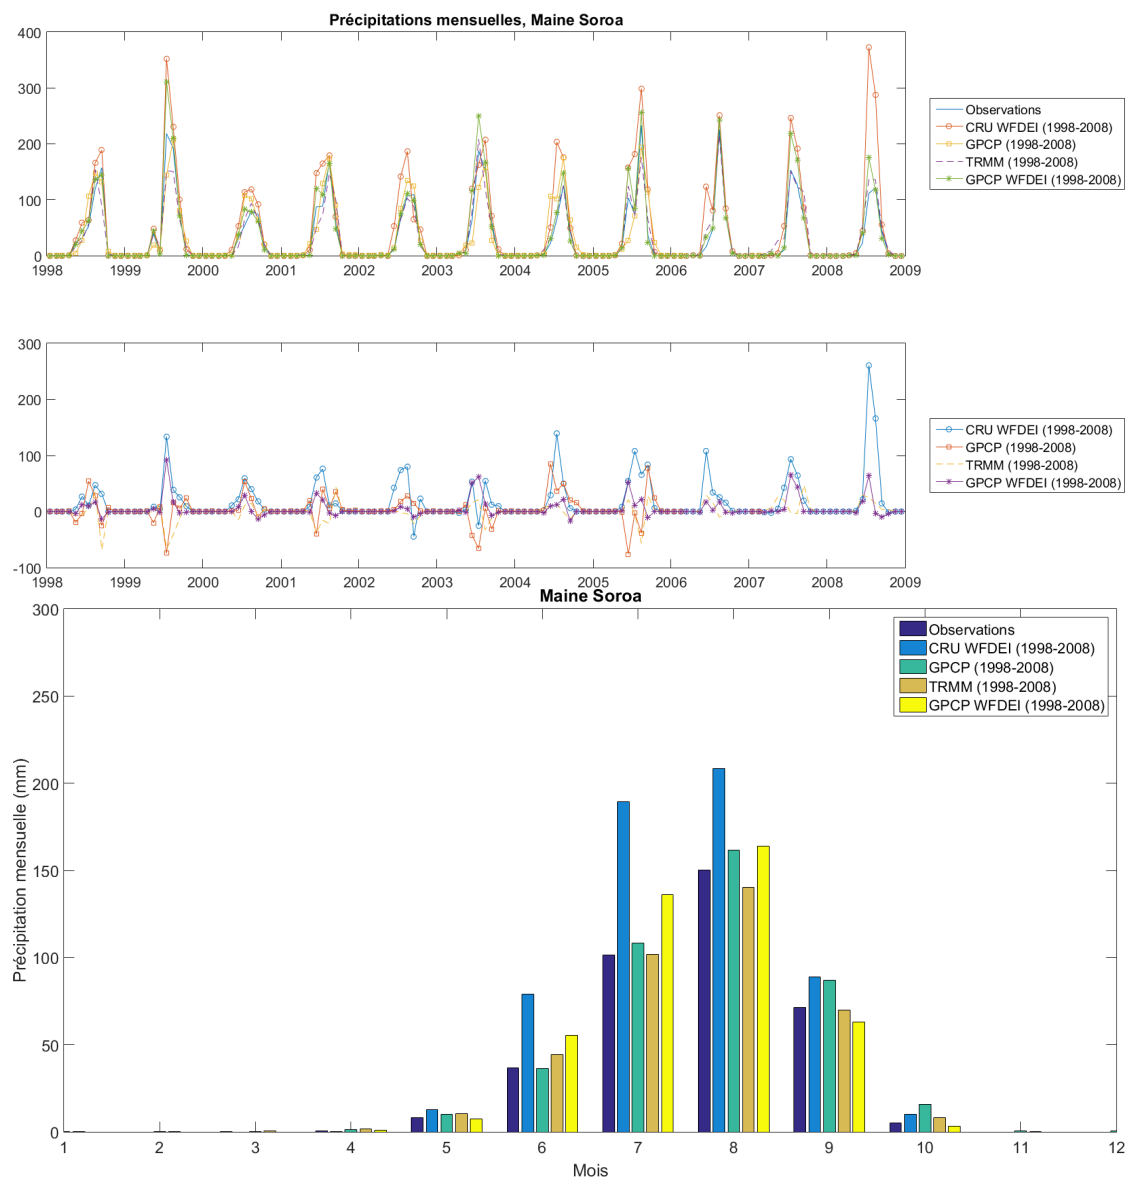 Précipitations mensuelles, Maine Soroa
400
300
200
100
0
1998 1999 2000 2001 2002 2003 2004 2005 2006 2007 2008 2009
Observations
CRU WFDEI (1998-2008)
GPCP (1998-2008)
TRMM (1998-2008)
GPCP WFDEI (1998-2008)
300
200
100
0
-100
1998 1999 2000 2001 2002 2003 2004 2005 2006 2007 2008 2009
CRU WFDEI (1998-2008)
GPCP (1998-2008)
TRMM (1998-2008)
GPCP WFDEI (1998-2008)
Maine Soroa
300
250
200
150
100
50
0
Précipitation mensuelle (mm)
Observations
CRU WFDEI (1998-2008)
GPCP (1998-2008)
TRMM (1998-2008)
GPCP WFDEI (1998-2008)
1 2 3 4 5 6 7 8 9 10 11 12
Mois